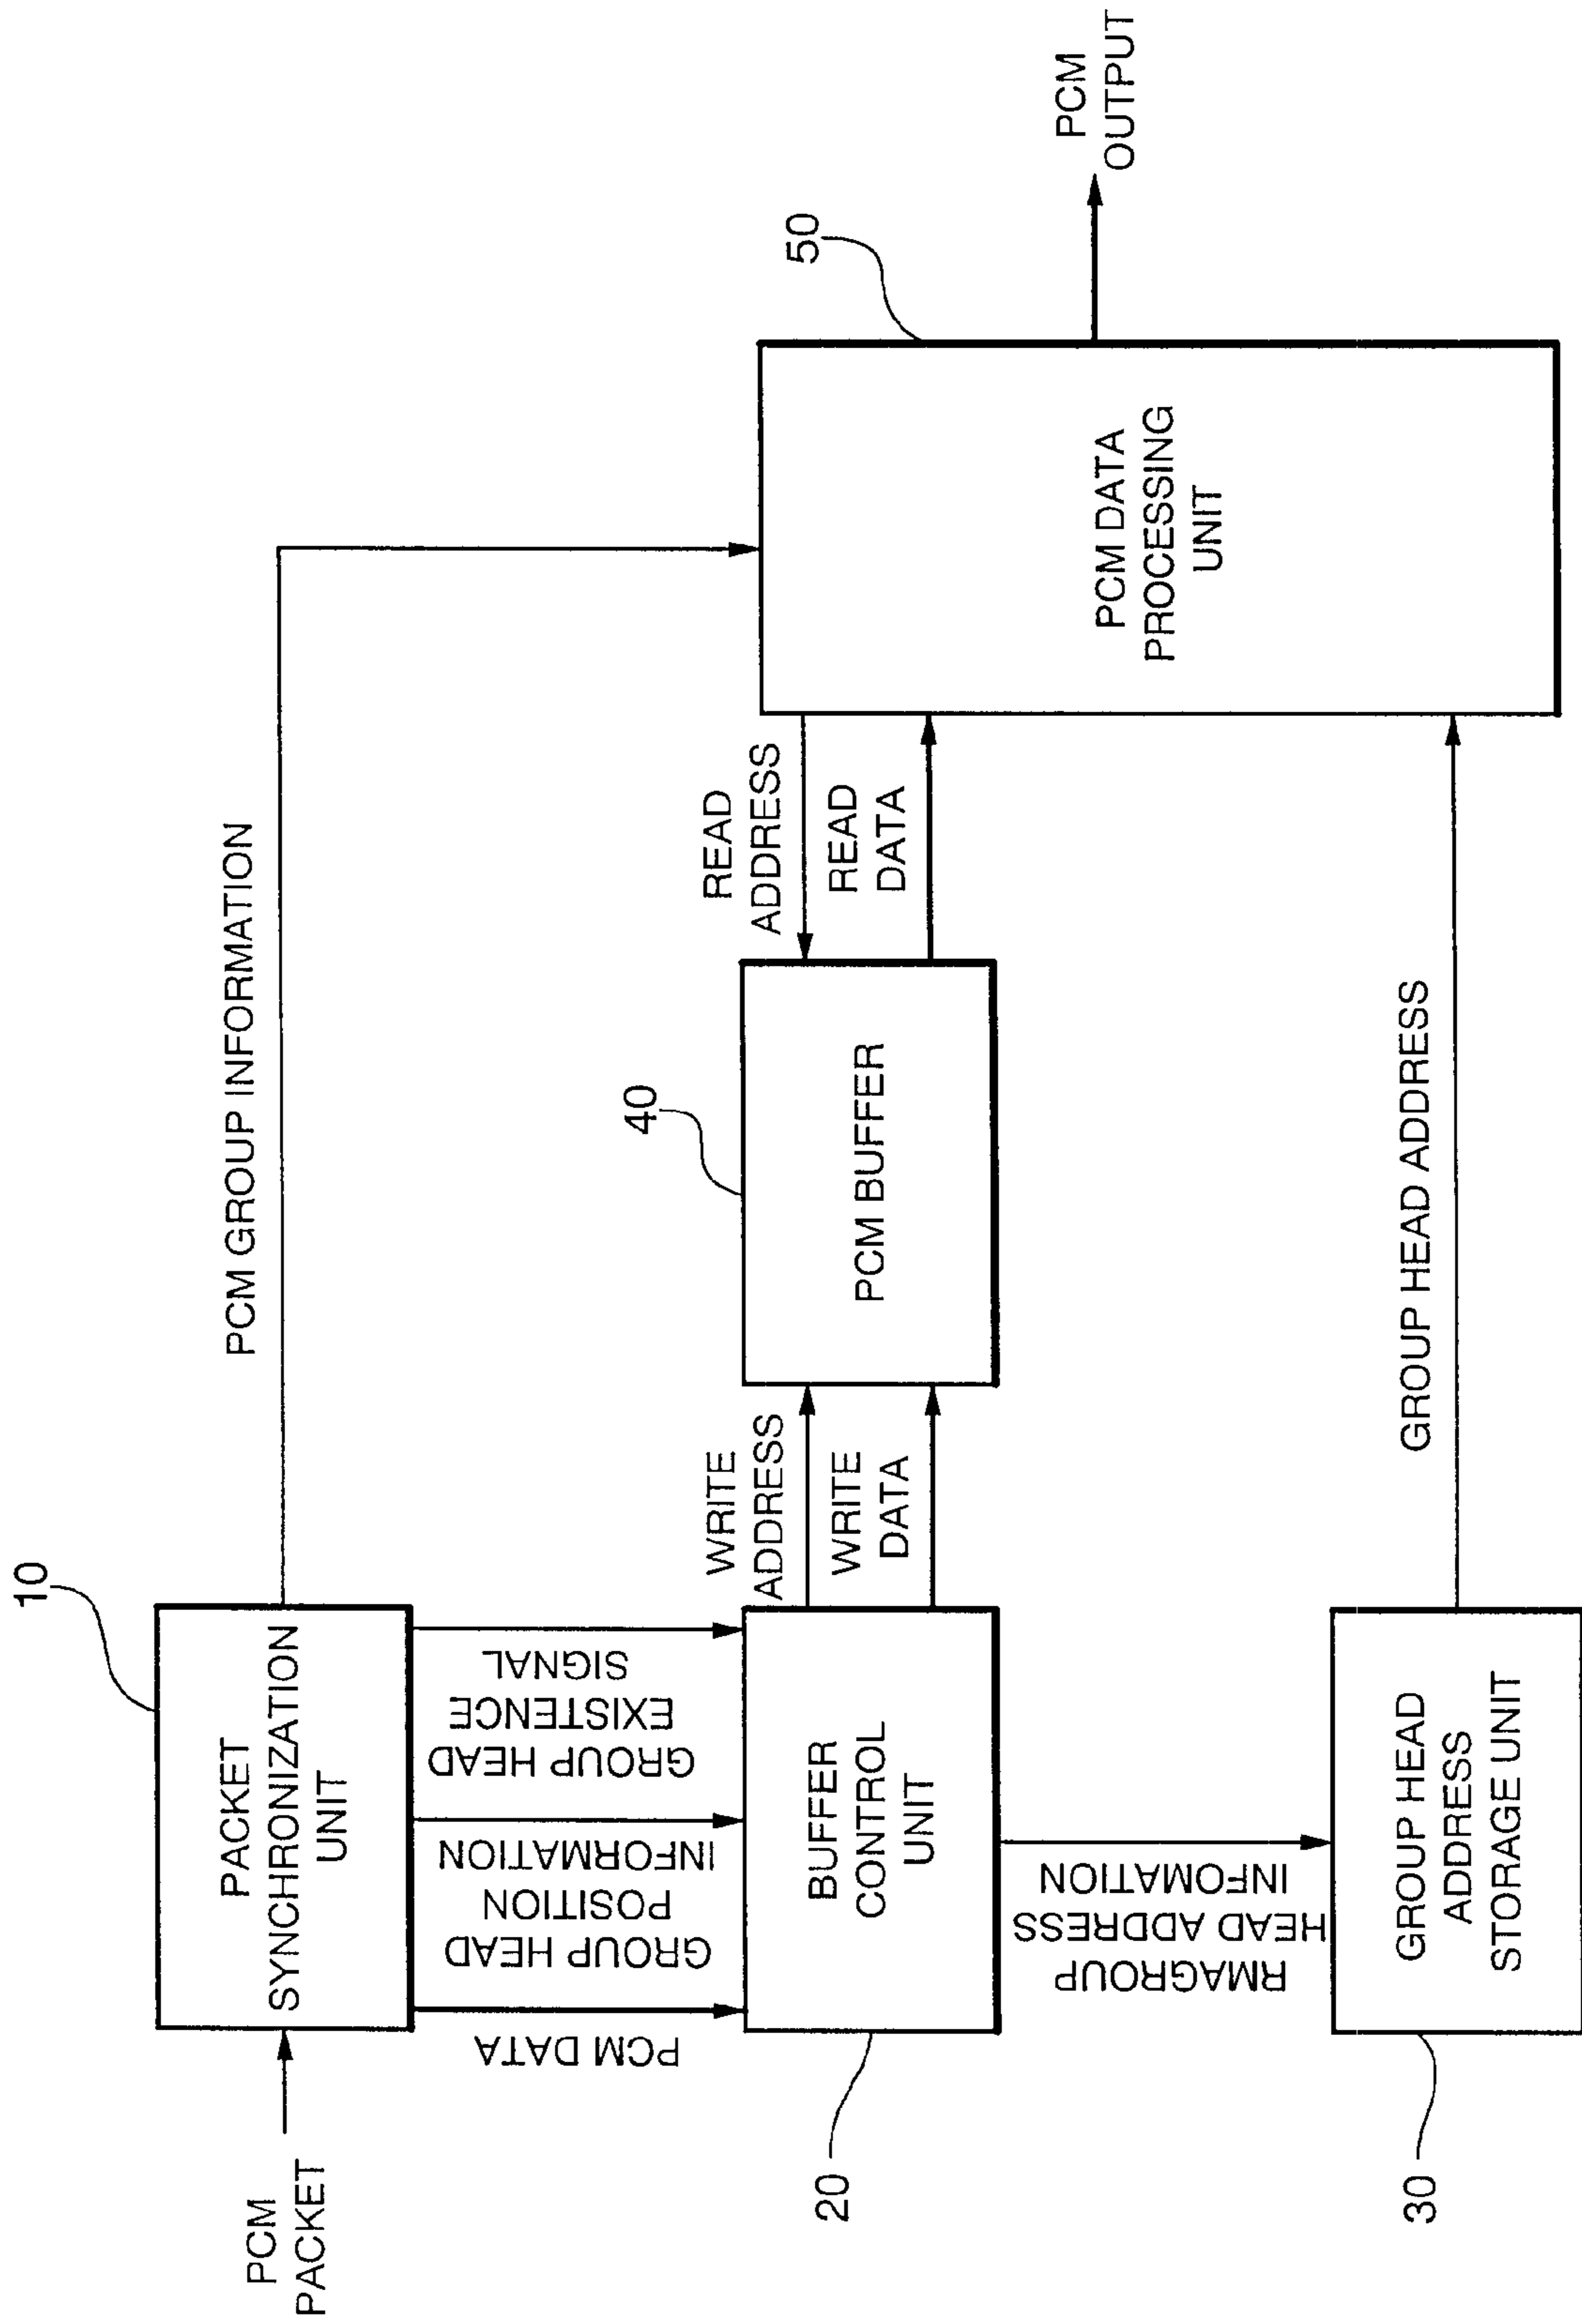 PCM
PACKET
10
PACKET
SYNCHRONIZATION
UNIT
PCM GROUP INFORMATION
PCM DATA
GROUP HEAD
POSITION
INFORMATION
GROUP HEAD
EXISTENCE
SIGNAL
20
BUFFER
CONTROL
UNIT
WRITE
ADDRESS
WRITE
DATA
40
PCM BUFFER
READ
ADDRESS
READ
DATA
50
PCM DATA
PROCESSING
UNIT
PCM
OUTPUT
RMAGROUP
HEAD ADDRESS
INFOMATION
30
GROUP HEAD
ADDRESS
STORAGE UNIT
GROUP HEAD ADDRESS